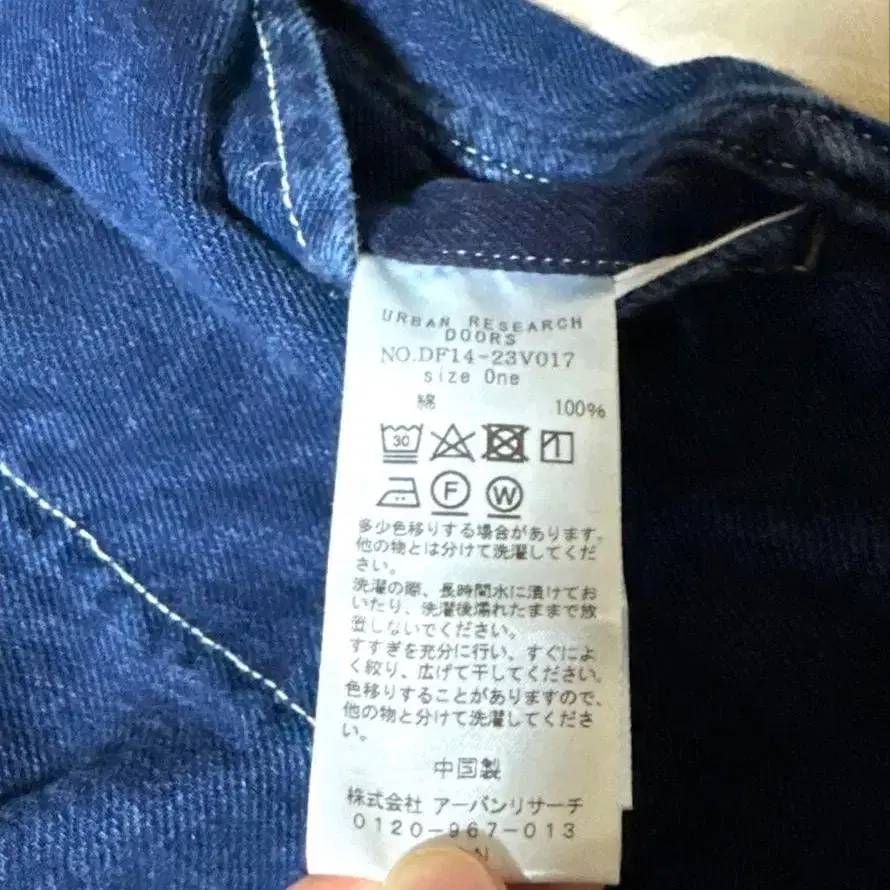 URBAN RESEARCH
DOORS
NO.DF14-23V017
size One
綿 100%
30
F W
多少色移りする場合があります。
他の物とは分けて洗濯してくだ
さい。
洗濯の際、長時間水に漬けてお
いたり、洗濯後濡れたままで放
置しないでください。
すすぎを充分に行い、すぐによ
く絞り、広げて干してください。
色移りすることがありますので、
他の物と分けて洗濯してくださ
い。
中国製
株式会社 アーバンリサーチ
0120-967-013